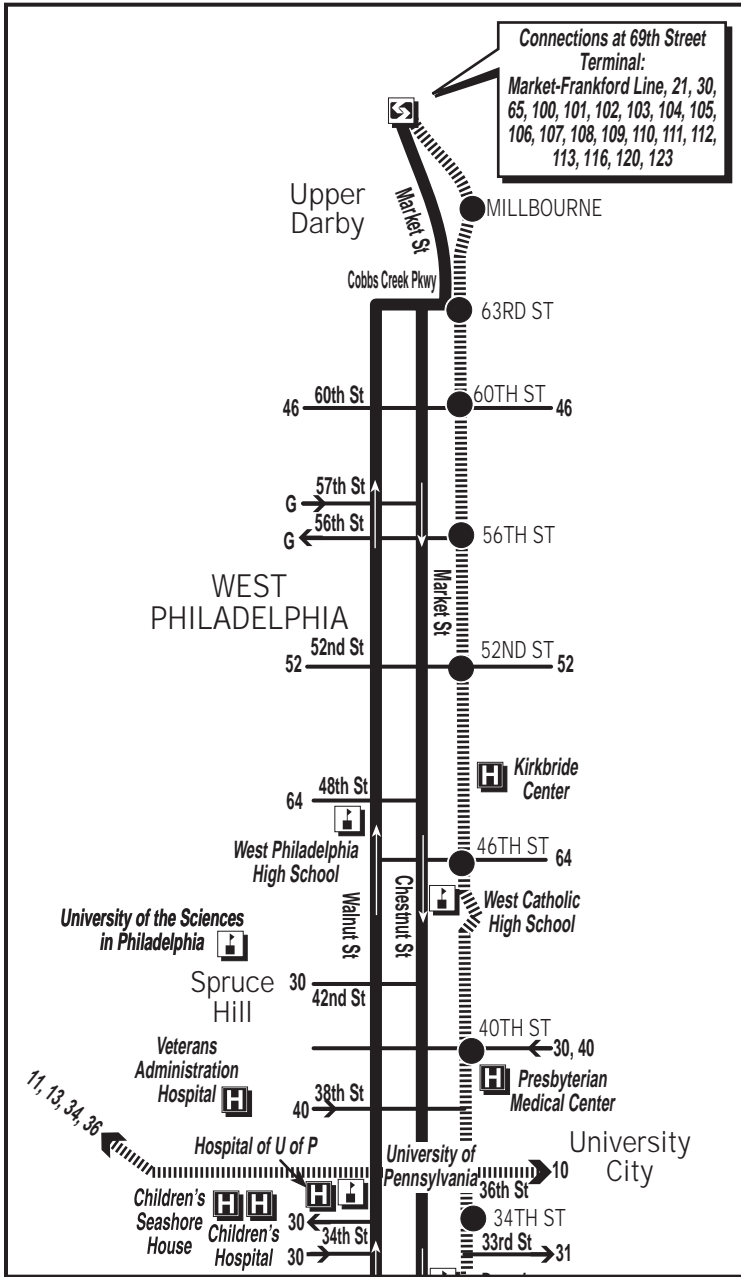 Connections at 69th Street
Terminal:
Market-Frankford Line, 21, 30,
65, 100, 101, 102, 103, 104, 105,
106, 107, 108, 109, 110, 111, 112,
113, 116, 120, 123
Upper
Darby
Market St
MILLBOURNE
Cobbs Creek Pkwy
63RD ST
60th St
60TH ST
46
46
57th St
G
56th St
G
56TH ST
WEST
PHILADELPHIA
Market St
52nd St
52ND ST
52
52
Kirkbride
Center
48th St
64
West Philadelphia
High School
46TH ST
64
Walnut St
Chestnut St
West Catholic
High School
University of the Sciences
in Philadelphia
Spruce
Hill
30
42nd St
40TH ST
30, 40
Veterans
Administration
Hospital
Presbyterian
Medical Center
38th St
40
11, 13, 34, 36
Hospital of U of P
University of
Pennsylvania
University
City
10
36th St
Children's
Seashore
House
Children's
Hospital
30
34th St
30
34TH ST
33rd St
31